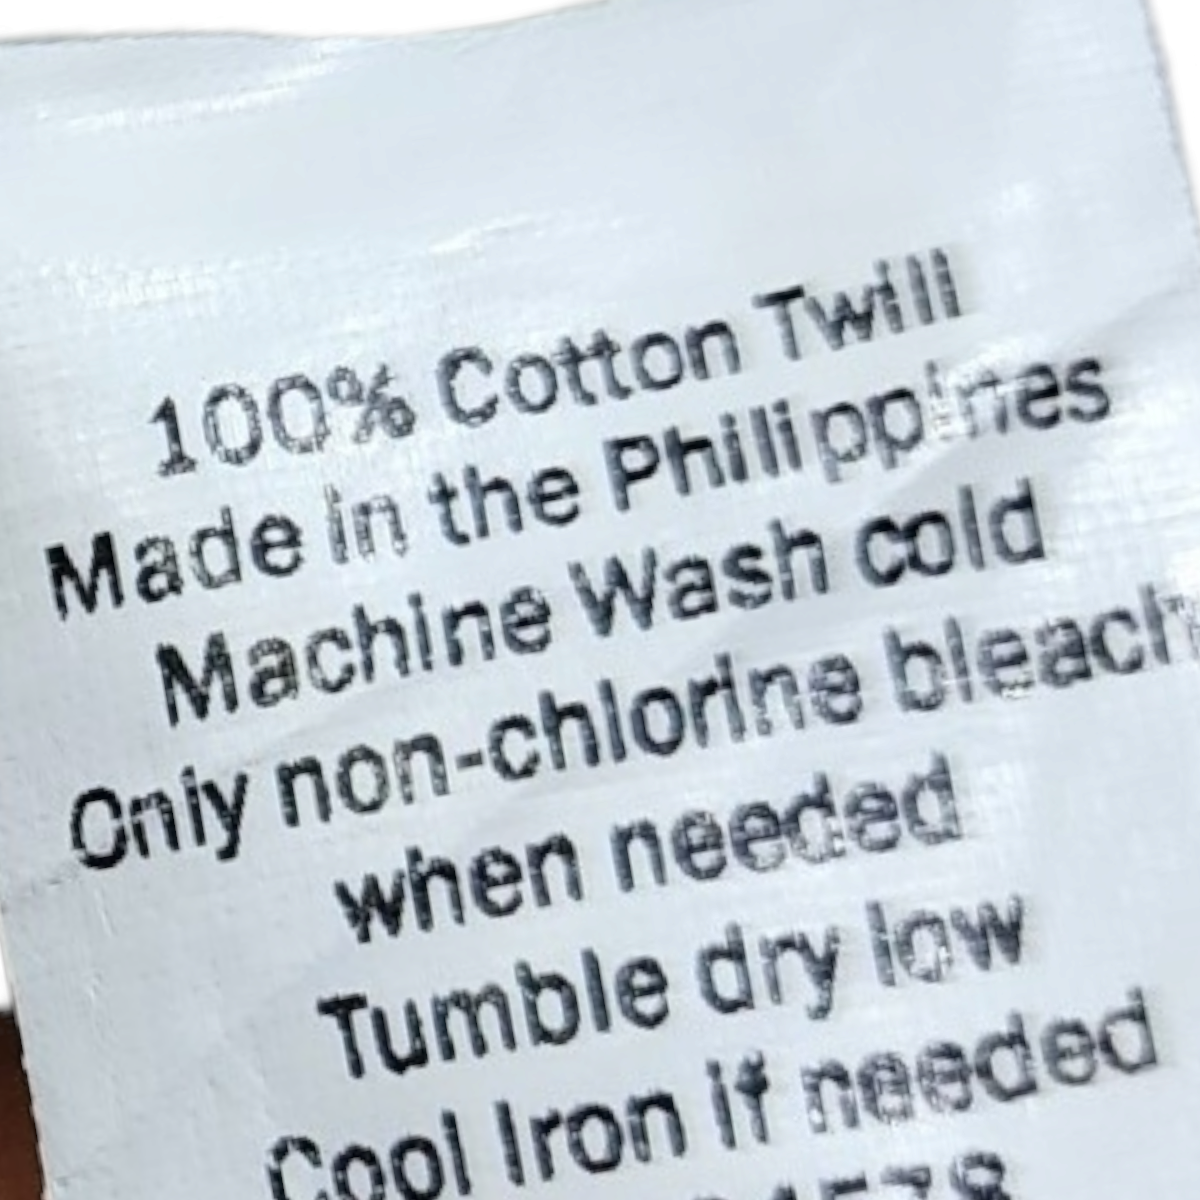 100% Cotton Twill
Made in the Philippines
Machine Wash cold
Only non-chlorine bleach
when needed
Tumble dry low
Cool Iron if needed